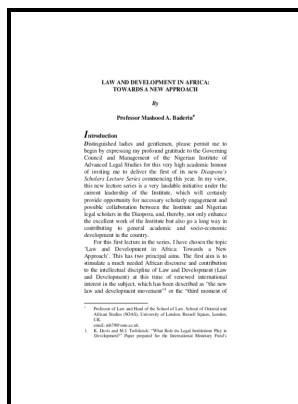 LAW AND DEVELOPMENT IN AFRICA:
TOWARDS A NEW APPROACH
By
Professor Mashood A. Baderin*
Introduction
Distinguished ladies and gentlemen, please permit me to
begin by expressing my profound gratitude to the Governing
Council and Management of the Nigerian Institute of
Advanced Legal Studies for this very high academic honour
of inviting me to deliver the first of its new Diaspora's
Scholars Lecture Series commencing this year. In my view,
this new lecture series is a very laudable initiative under the
current leadership of the Institute, which will certainly
provide opportunity for necessary scholarly engagement and
possible collaboration between the Institute and Nigerian
legal scholars in the Diaspora, and, thereby, not only enhance
the excellent work of the Institute but also go a long way in
contributing to general academic and socio-economic
development in the country.
For this first lecture in the series, I have chosen the topic
'Law and Development in Africa: Towards a New
Approach'. This has two principal aims. The first aim is to
stimulate a much needed African discourse and contribution
to the intellectual discipline of Law and Development (Law
and Development) at this time of renewed international
interest in the subject, which has been described as "the new
law and development movement"1 or the "third moment of
* Professor of Law and Head of the School of Law, School of Oriental and
African Studies (SOAS), University of London, Russell Square, London,
UK.
1. K. Davis and M.J. Trebilcock: "What Role do Legal Institutions Play in
Development?" Paper prepared for the International Monetary Fund's